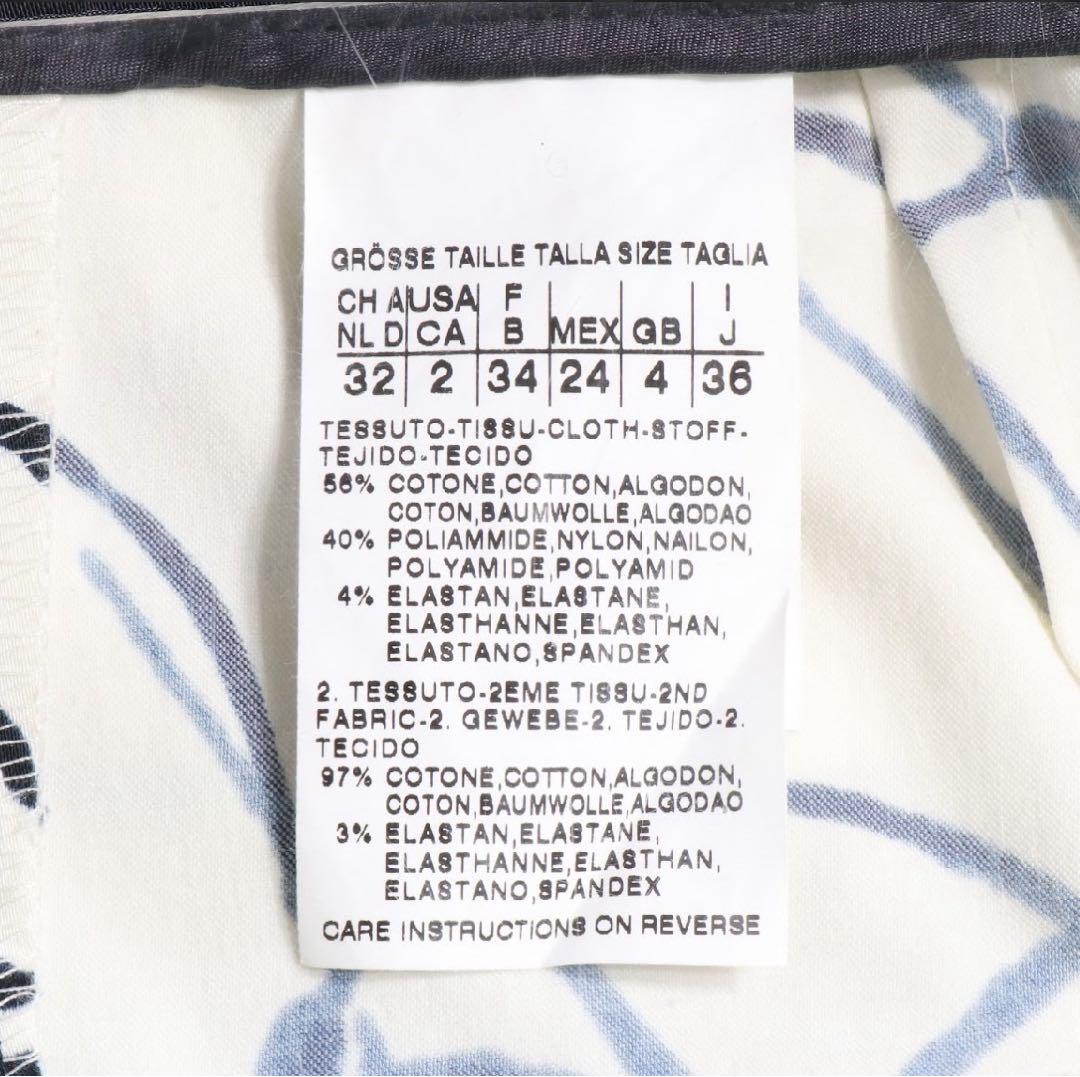 GRÖSSE TAILLE TALLA SIZE TAGLIA
CH A USA F I
NL D CA B MEX GB J
32 2 34 24 4 36
TESSUTO-TISSU-CLOTH-STOFF-
TEJIDO-TECIDO
56% COTONE,COTTON,ALGODON,
COTON,BAUMWOLLE,ALGODAO
40% POLIAMMIDE,NYLON,NAILON,
POLYAMIDE,POLYAMID
4% ELASTAN,ELASTANE,
ELASTHANNE,ELASTHAN,
ELASTANO,SPANDEX
2. TESSUTO-2EME TISSU-2ND
FABRIC-2. GEWEBE-2. TEJIDO-2.
TECIDO
97% COTONE,COTTON,ALGODON,
COTON,BAUMWOLLE,ALGODAO
3% ELASTAN,ELASTANE,
ELASTHANNE,ELASTHAN,
ELASTANO,SPANDEX
CARE INSTRUCTIONS ON REVERSE